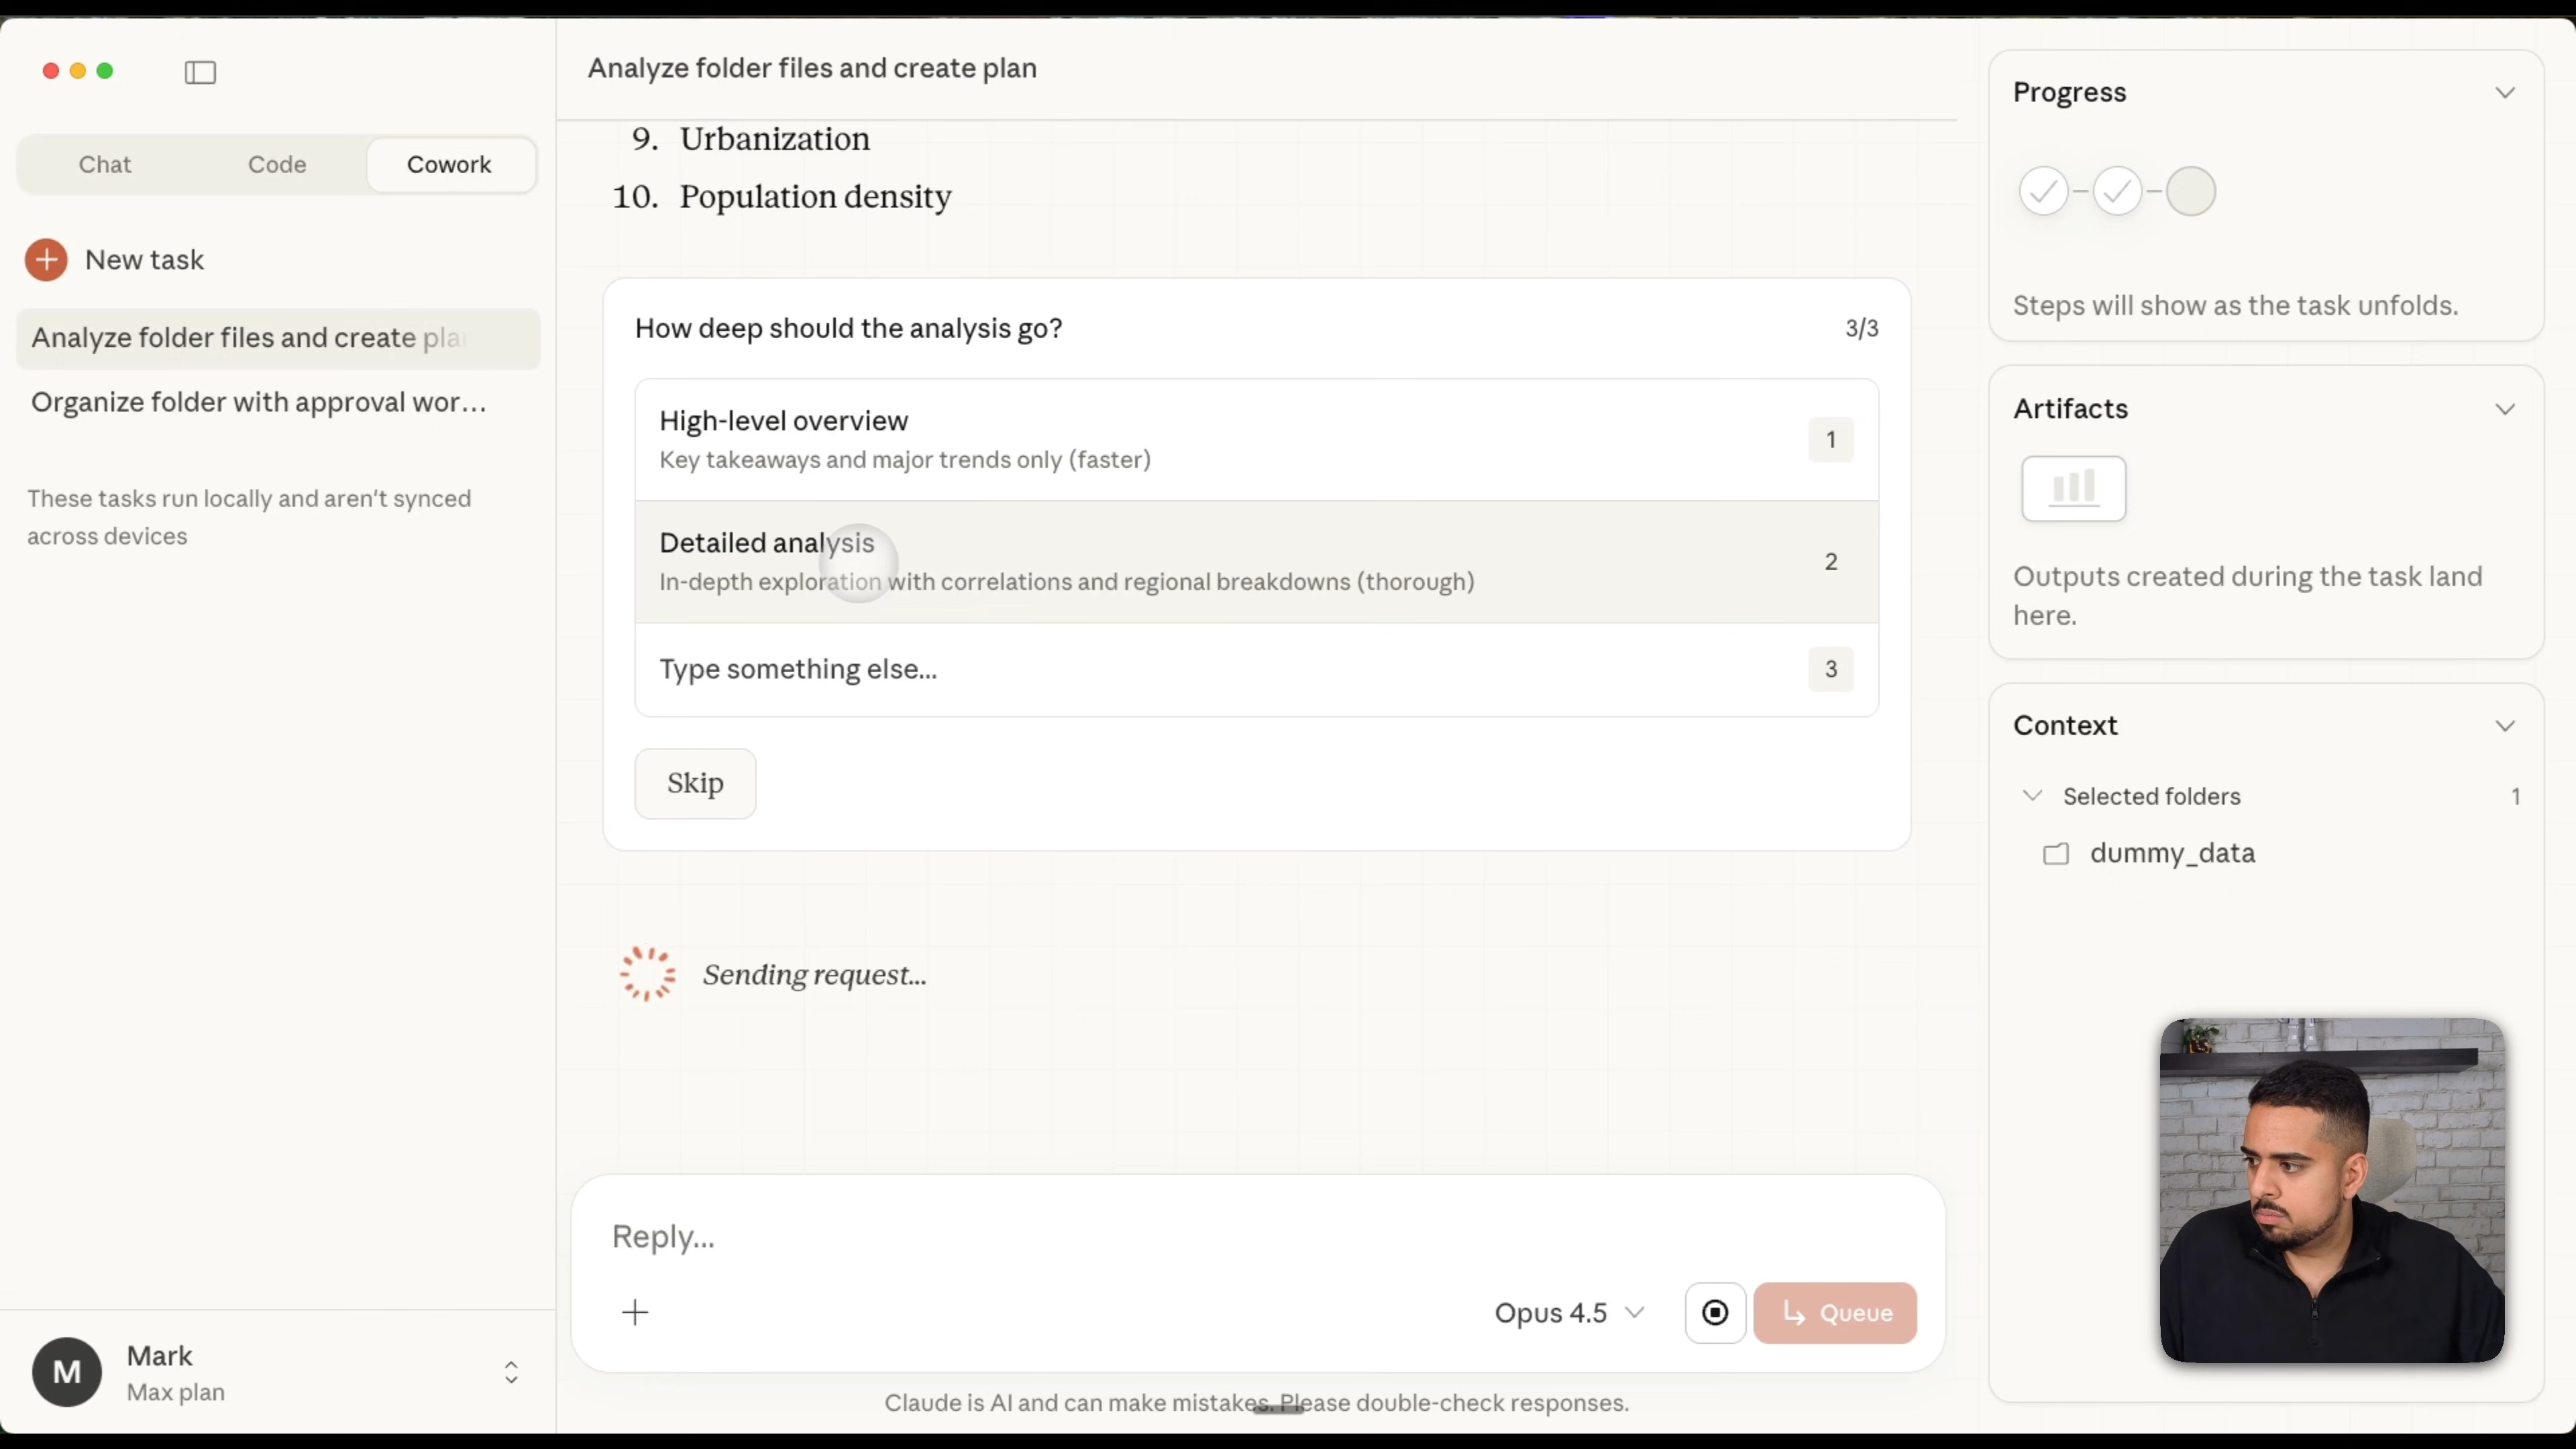 Analyze folder files and create plan
Chat
Code
Cowork
New task
Analyze folder files and create pla
Organize folder with approval wor...
These tasks run locally and aren't synced
across devices
Mark
Max plan
M
9. Urbanization
10. Population density
How deep should the analysis go?
3/3
High-level overview
Key takeaways and major trends only (faster)
1
Detailed analysis
In-depth exploration with correlations and regional breakdowns (thorough)
2
Type something else...
3
Skip
Sending request...
Reply...
Opus 4.5
Queue
Claude is AI and can make mistakes. Please double-check responses.
Progress
Steps will show as the task unfolds.
Artifacts
Outputs created during the task land
here.
Context
Selected folders
1
dummy_data